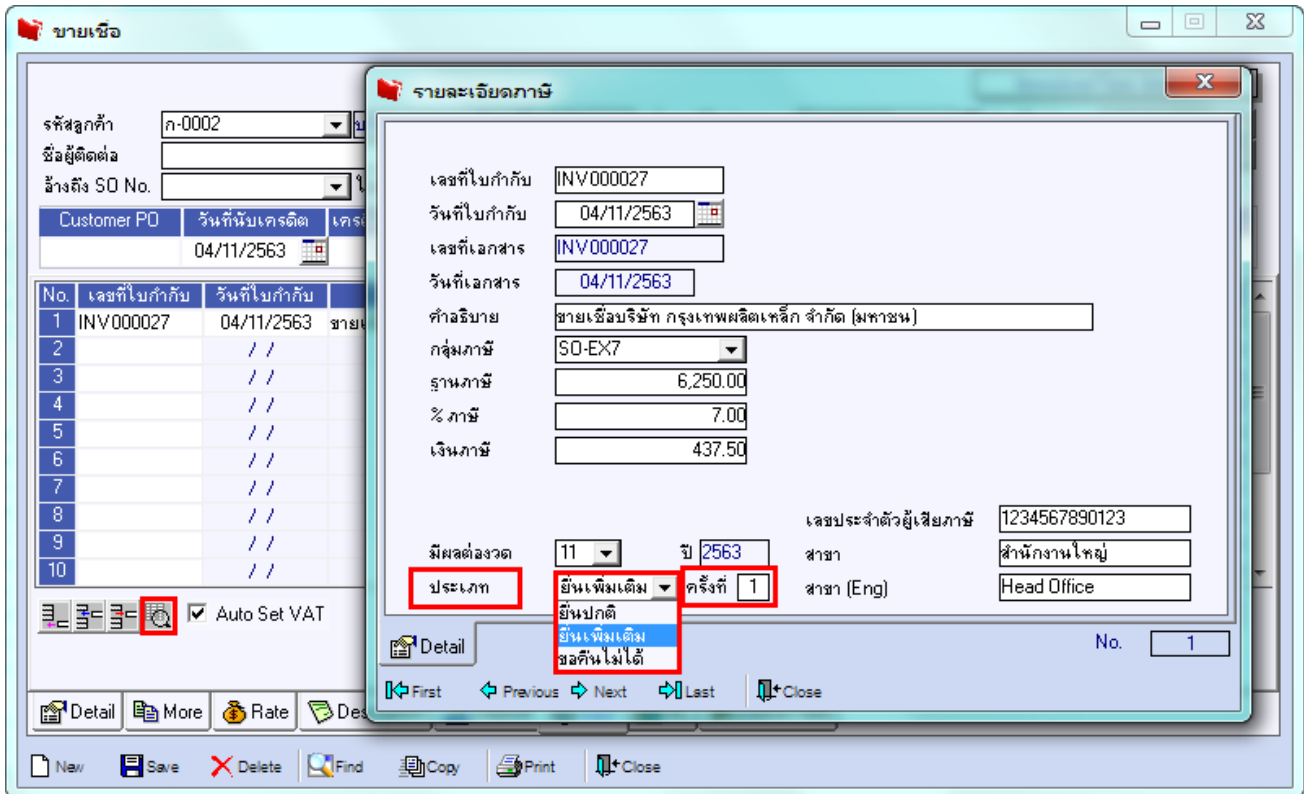 ขายเชื่อ
รายละเอียดภาษี
รหัสลูกค้า ก-0002
ชื่อผู้ติดต่อ
อ้างถึง SO No.
Customer PO วันที่นับเครดิต
04/11/2563
No. เลขที่ใบกำกับ วันที่ใบกำกับ
1 INV000027 04/11/2563
2 / /
3 / /
4 / /
5 / /
6 / /
7 / /
8 / /
9 / /
10 / /
Auto Set VAT
เลขที่ใบกำกับ INV000027
วันที่ใบกำกับ 04/11/2563
เลขที่เอกสาร INV000027
วันที่เอกสาร 04/11/2563
คำอธิบาย ขายเชื่อบริษัท กรุงเทพผลิตเหล็ก จำกัด (มหาชน)
กลุ่มภาษี SO-EX7
ฐานภาษี 6,250.00
% ภาษี 7.00
เงินภาษี 437.50
เลขประจำตัวผู้เสียภาษี 1234567890123
มีผลต่องวด 11 ปี 2563 สาขา สำนักงานใหญ่
ประเภท ยื่นเพิ่มเติม ครั้งที่ 1 สาขา (Eng) Head Office
ยื่นปกติ
ยื่นเพิ่มเติม
ขอคืนไม่ได้
Detail No. 1
First Previous Next Last Close
Detail More Rate
New Save Delete Find Copy Print Close